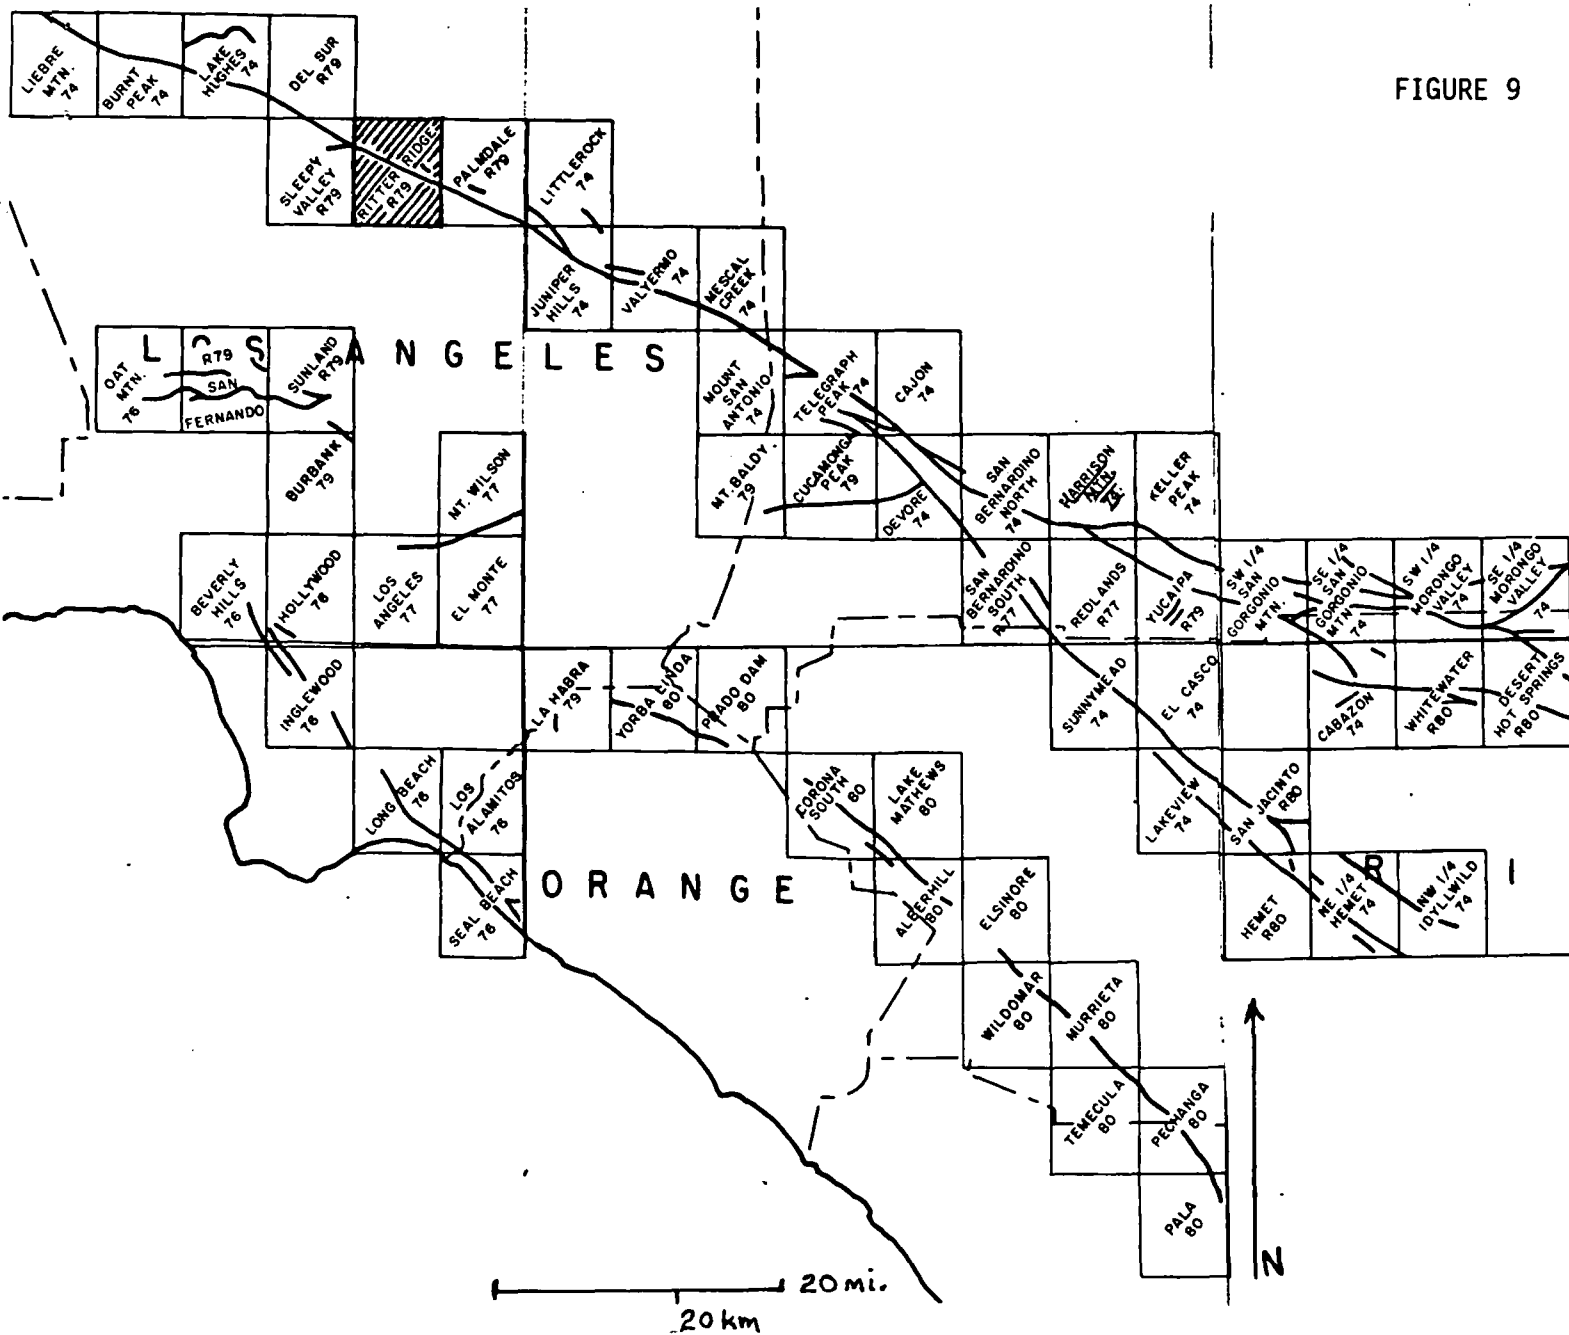 FIGURE 9
LIEBRE
MTN.
74
BURNT
PEAK
74
LAKE
HUGHES
74
DEL SUR
R79
SLEEPY
VALLEY
R79
RITTER RIDGE
R79
PALMDALE
R79
LITTLEROCK
74
JUNIPER
HILLS
74
VALYERMO
74
MESCAL
CREEK
74
LOS ANGELES
OAT
MTN.
76
R79
SAN
FERNANDO
SUNLAND
R79
MOUNT
SAN
ANTONIO
74
TELEGRAPH
PEAK
74
CAJON
74
BURBANK
79
MT. WILSON
77
MT. BALDY
79
CUCAMONGA
PEAK
79
DEVORE
74
SAN
BERNARDINO
NORTH
74
HARRISON
MTN.
74
KELLER
PEAK
74
BEVERLY
HILLS
76
HOLLYWOOD
76
LOS
ANGELES
77
EL MONTE
77
SAN
BERNARDINO
SOUTH
R77
REDLANDS
R77
YUCAIPA
R79
SW 1/4
SAN
GORGONIO
MTN.
SE 1/4
SAN
GORGONIO
MTN.
74
SW 1/4
MORONGO
VALLEY
74
SE 1/4
MORONGO
VALLEY
74
INGLEWOOD
76
LA HABRA
79
YORBA LINDA
80
PRADO DAM
80
SUNNYMEAD
74
EL CASCO
74
CABAZON
74
WHITEWATER
R80
DESERT
HOT SPRINGS
R80
LONG BEACH
76
LOS
ALAMITOS
76
CORONA
SOUTH
80
LAKE
MATHEWS
80
LAKEVIEW
74
SAN JACINTO
R80
SEAL BEACH
76
ORANGE
ALBERHILL
80
ELSINORE
80
HEMET
R80
NE 1/4
HEMET
74
NW 1/4
IDYLLWILD
74
R I
WILDOMAR
80
MURRIETA
80
TEMECULA
80
PECHANGA
80
PALA
80
N
20 mi.
20 km